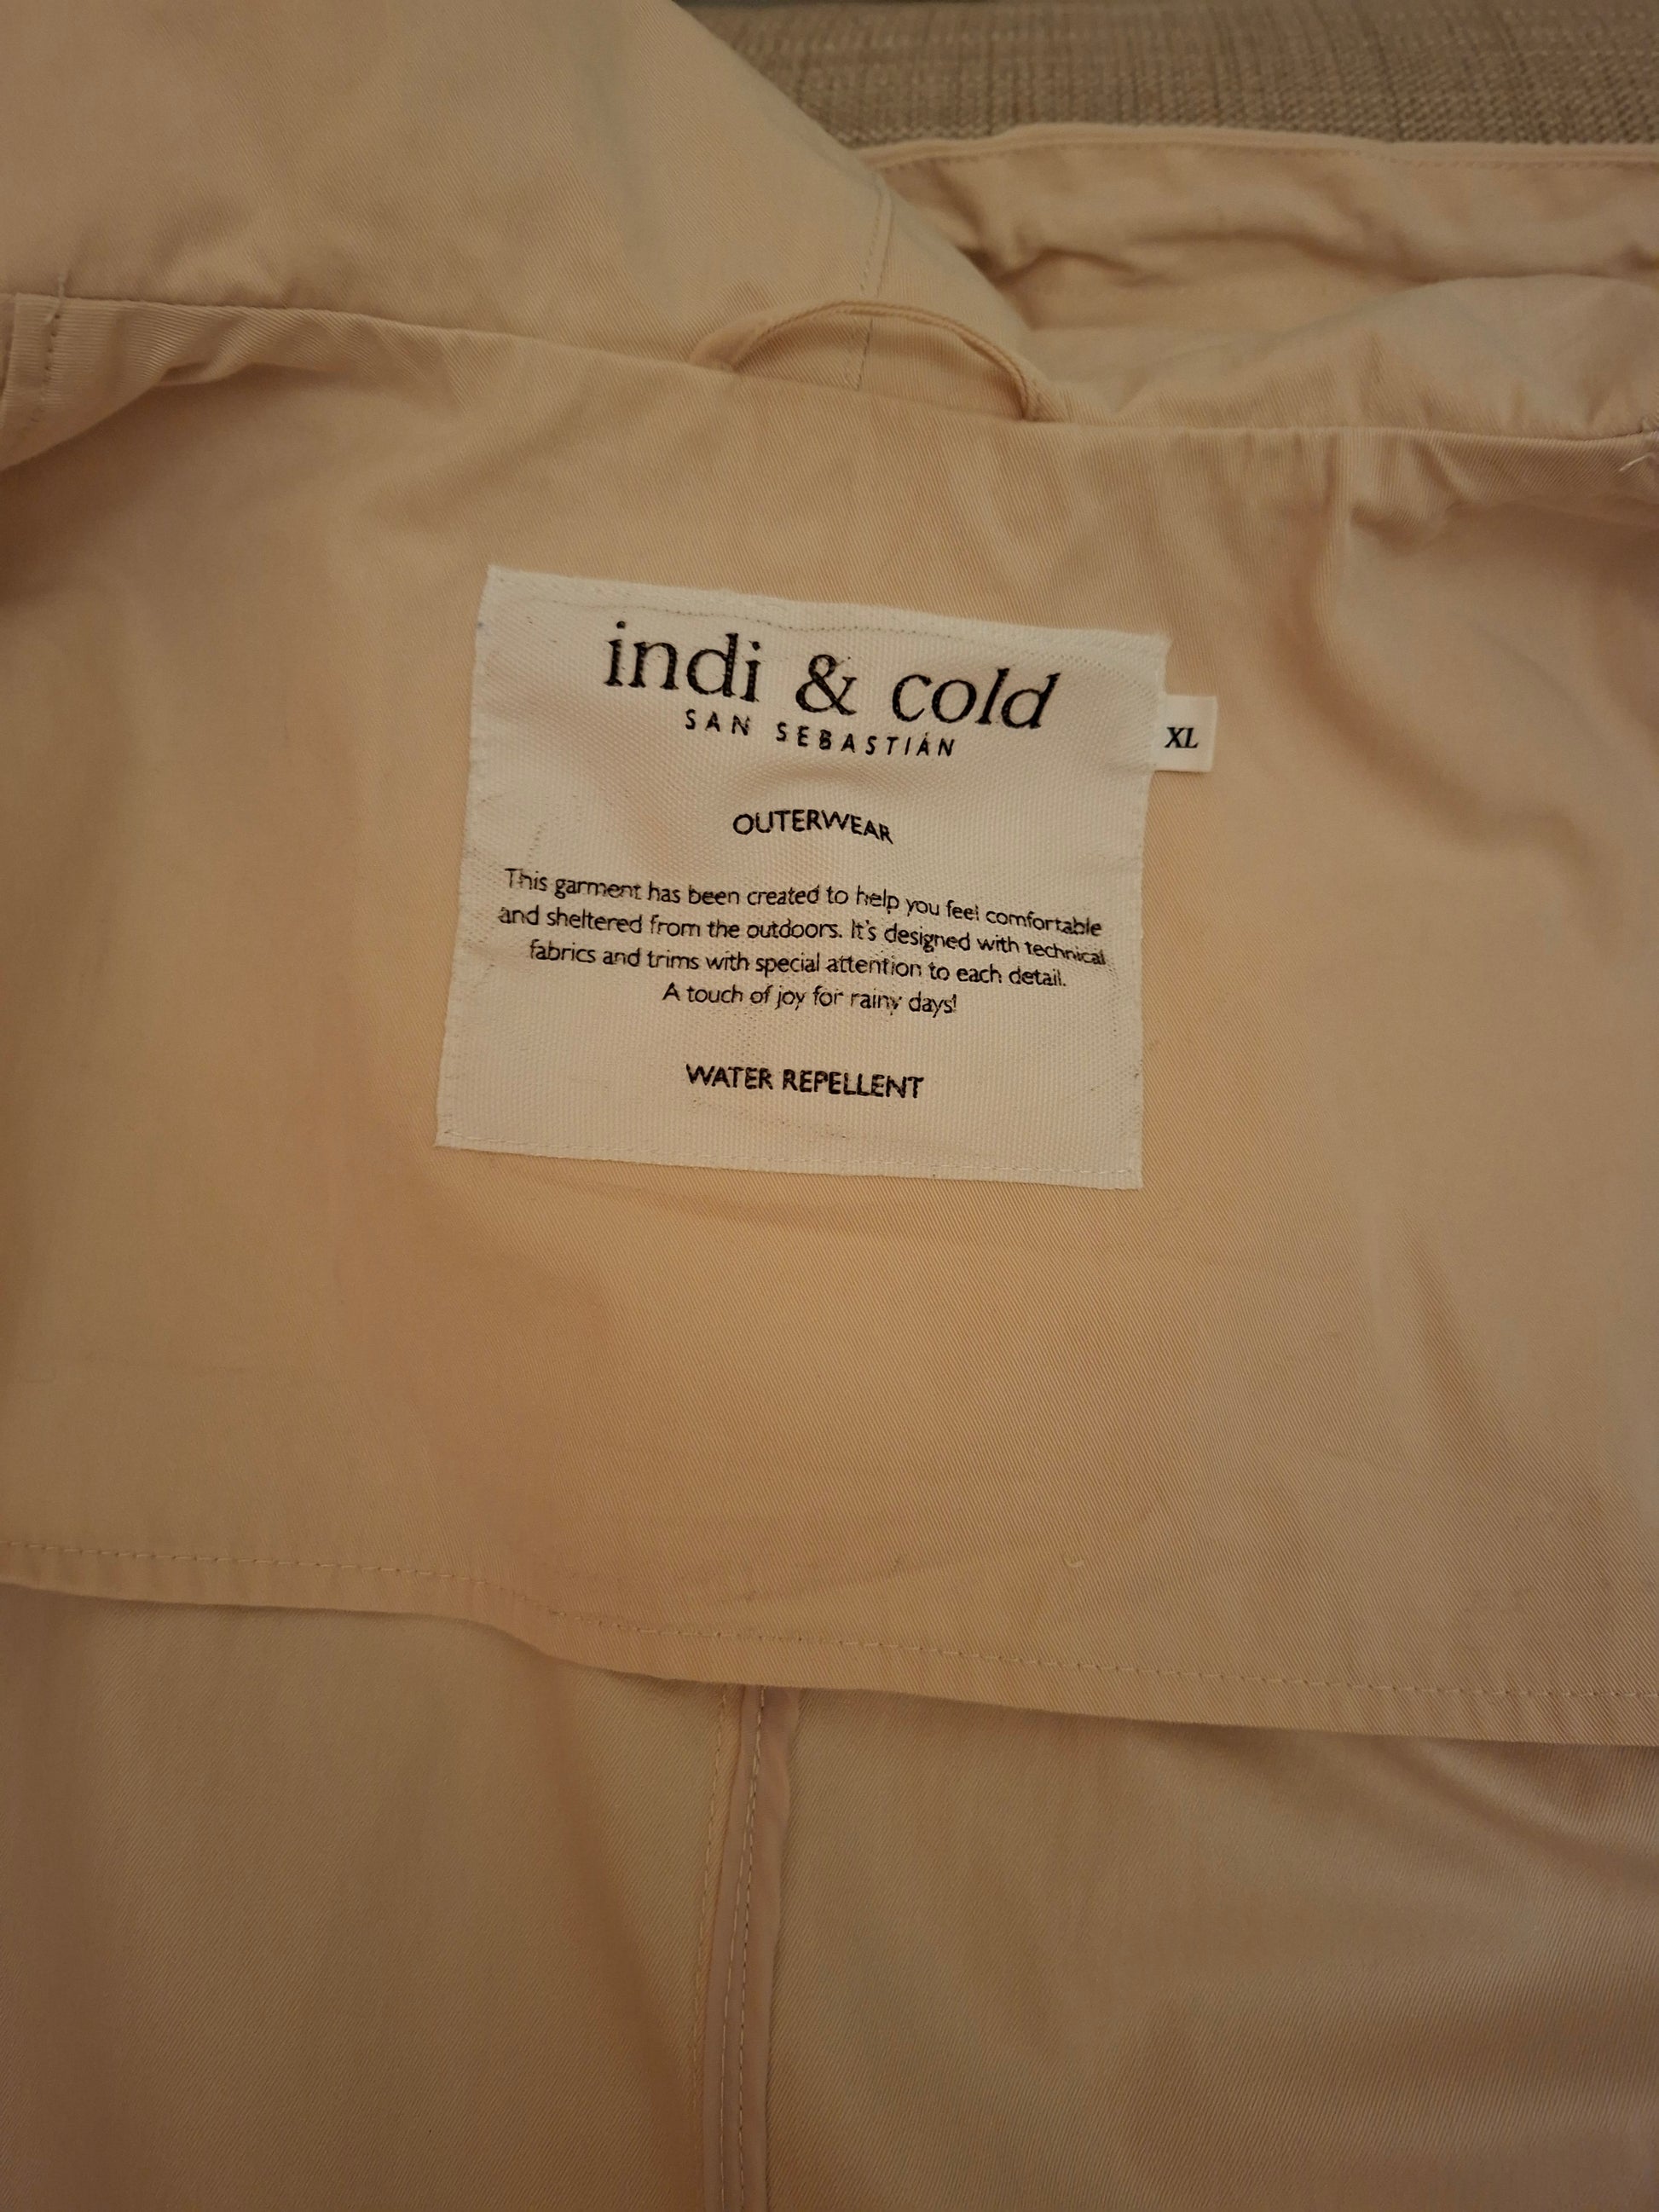 indi & cold
SAN SEBASTIÁN
XL
OUTERWEAR
This garment has been created to help you feel comfortable
and sheltered from the outdoors. It's designed with technical
fabrics and trims with special attention to each detail.
A touch of joy for rainy days!
WATER REPELLENT